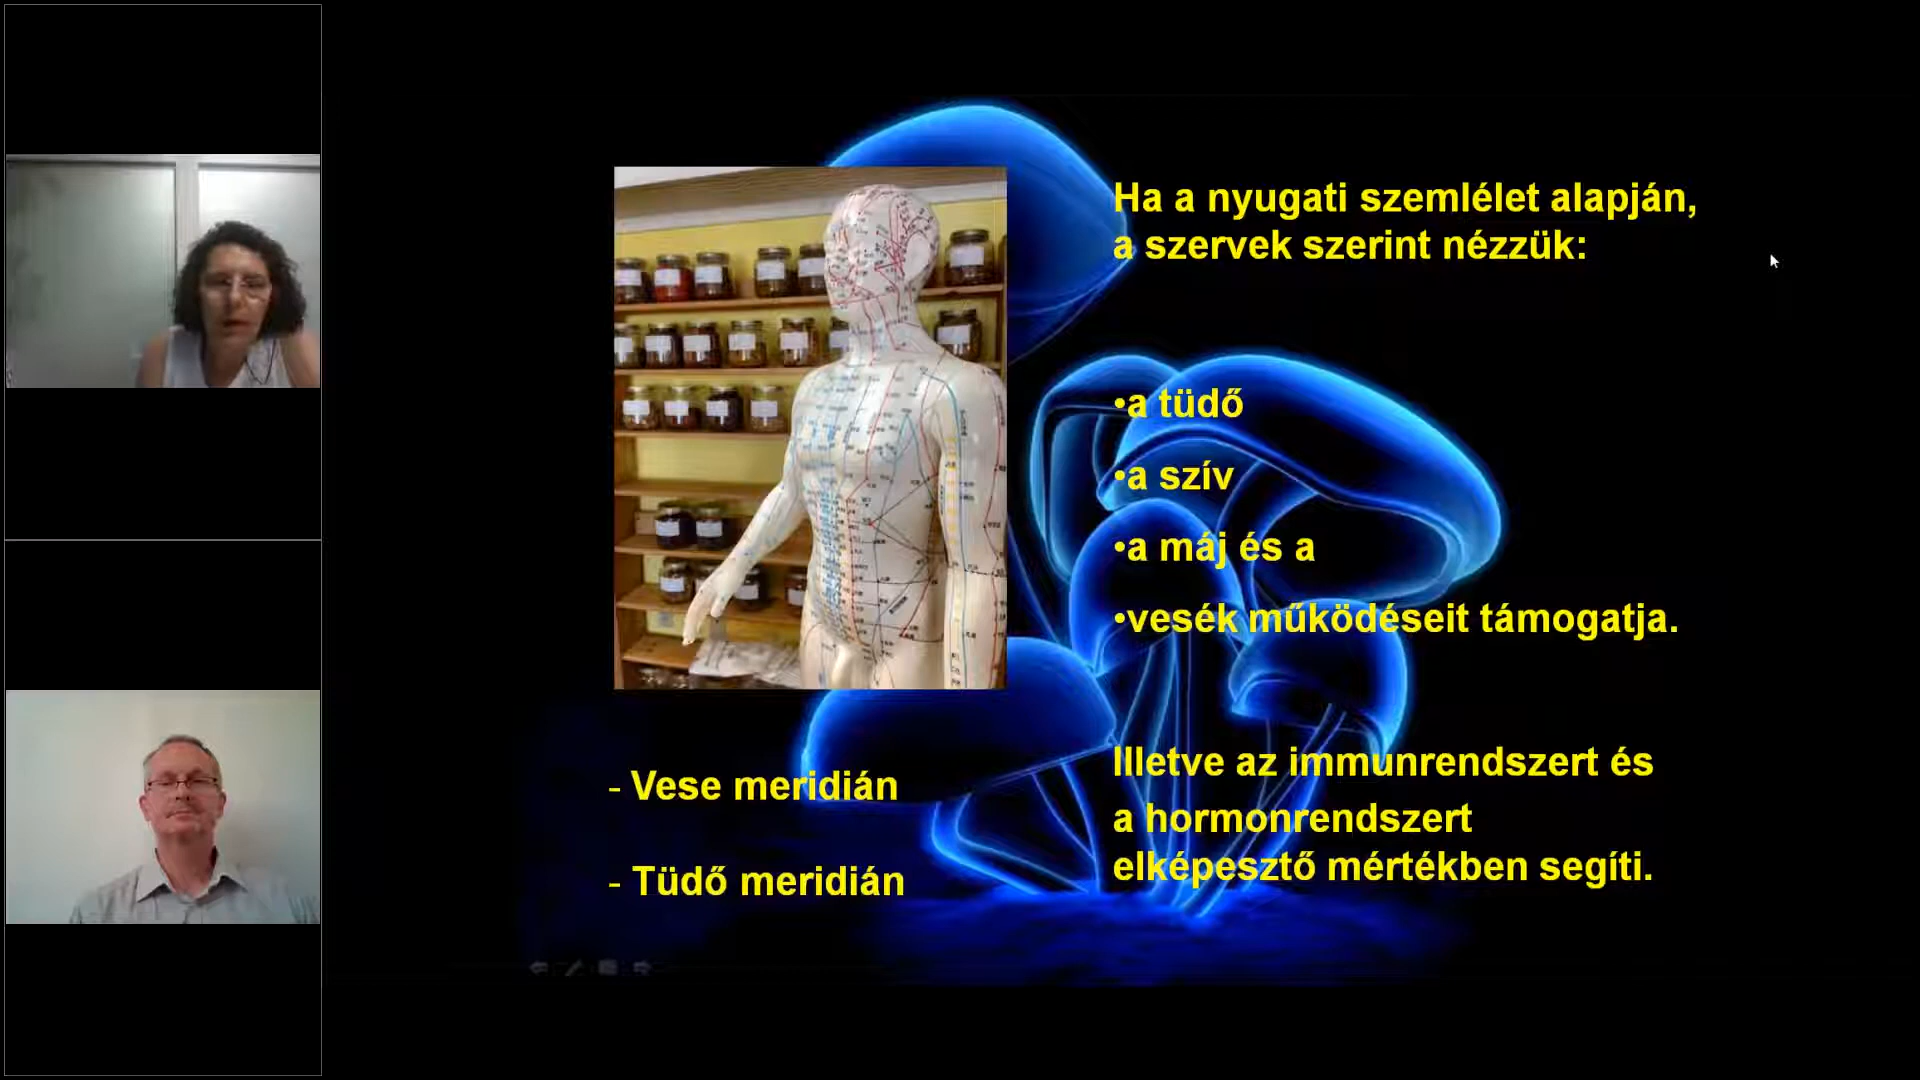 Ha a nyugati szemlélet alapján,
a szervek szerint nézzük:
•a tüdő
•a szív
•a máj és a
•vesék működéseit támogatja.
Illetve az immunrendszert és
a hormonrendszert
elképesztő mértékben segíti.
- Vese meridián
- Tüdő meridián